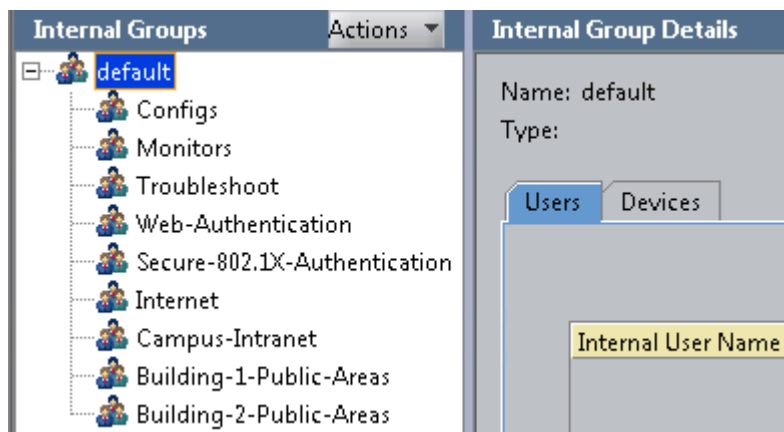 Internal Groups
Actions
default
Configs
Monitors
Troubleshoot
Web-Authentication
Secure-802.1X-Authentication
Internet
Campus-Intranet
Building-1-Public-Areas
Building-2-Public-Areas
Internal Group Details
Name: default
Type:
Users
Devices
Internal User Name